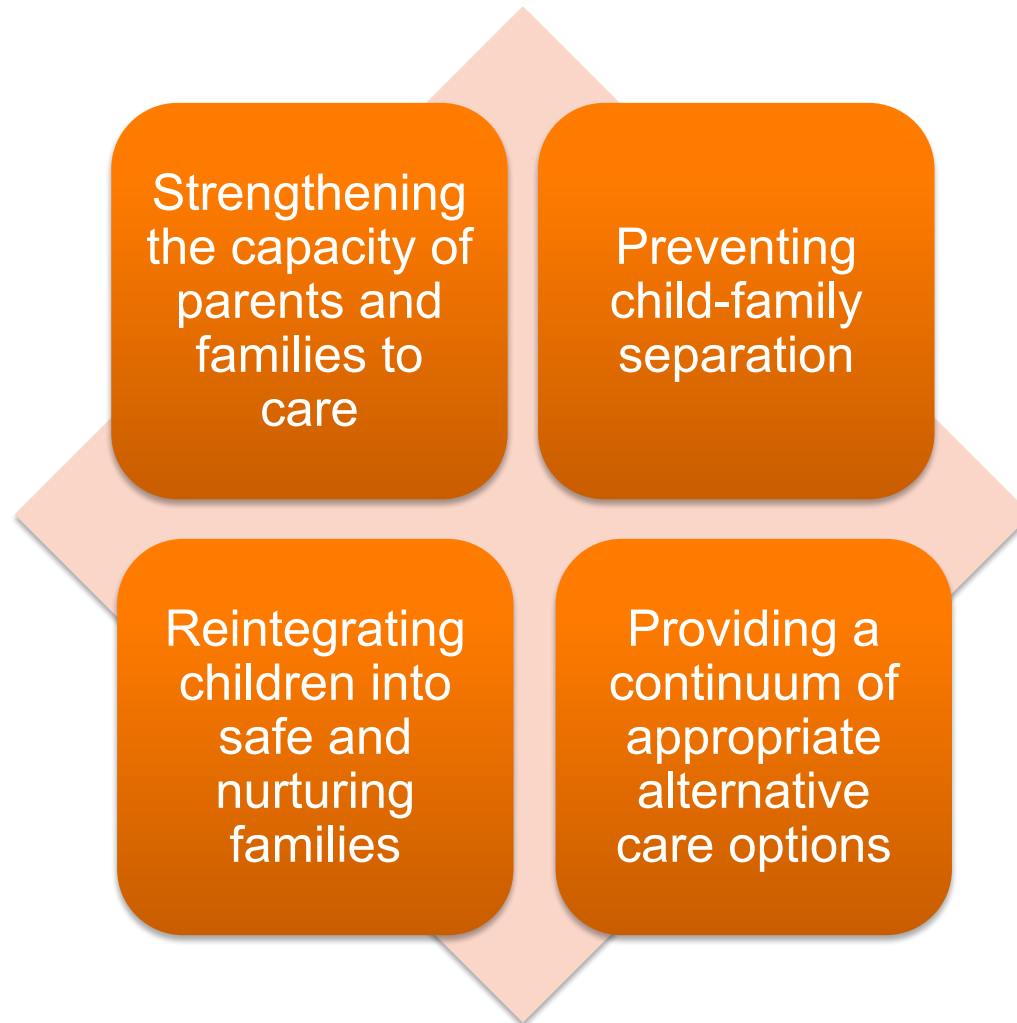 Strengthening
the capacity of
parents and
families to
care
Preventing
child-family
separation
Reintegrating
children into
safe and
nurturing
families
Providing a
continuum of
appropriate
alternative
care options